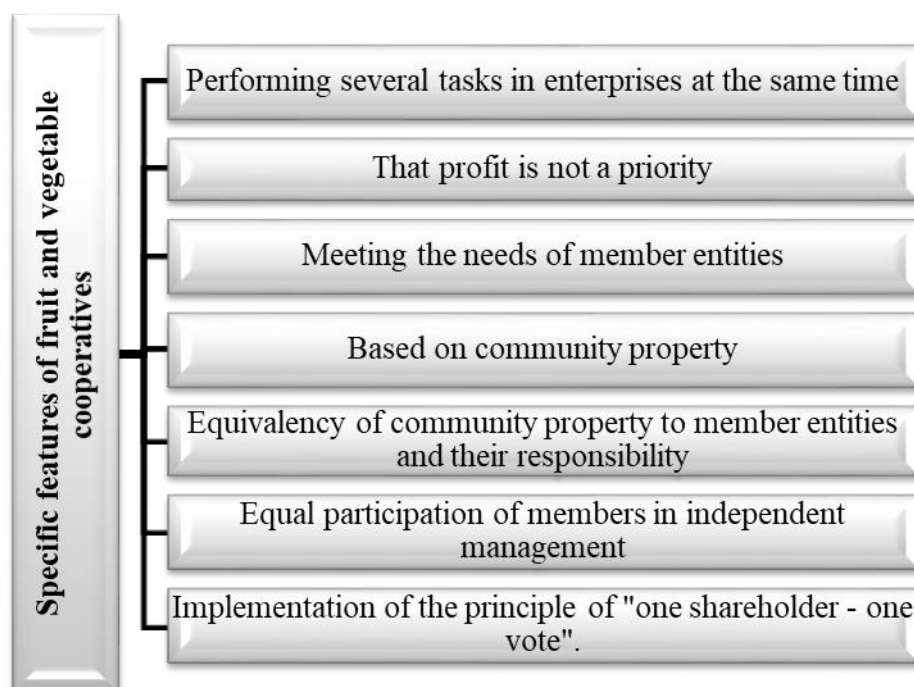 Specific features of fruit and vegetable
cooperatives
Performing several tasks in enterprises at the same time
That profit is not a priority
Meeting the needs of member entities
Based on community property
Equivalency of community property to member entities
and their responsibility
Equal participation of members in independent
management
Implementation of the principle of "one shareholder - one
vote".